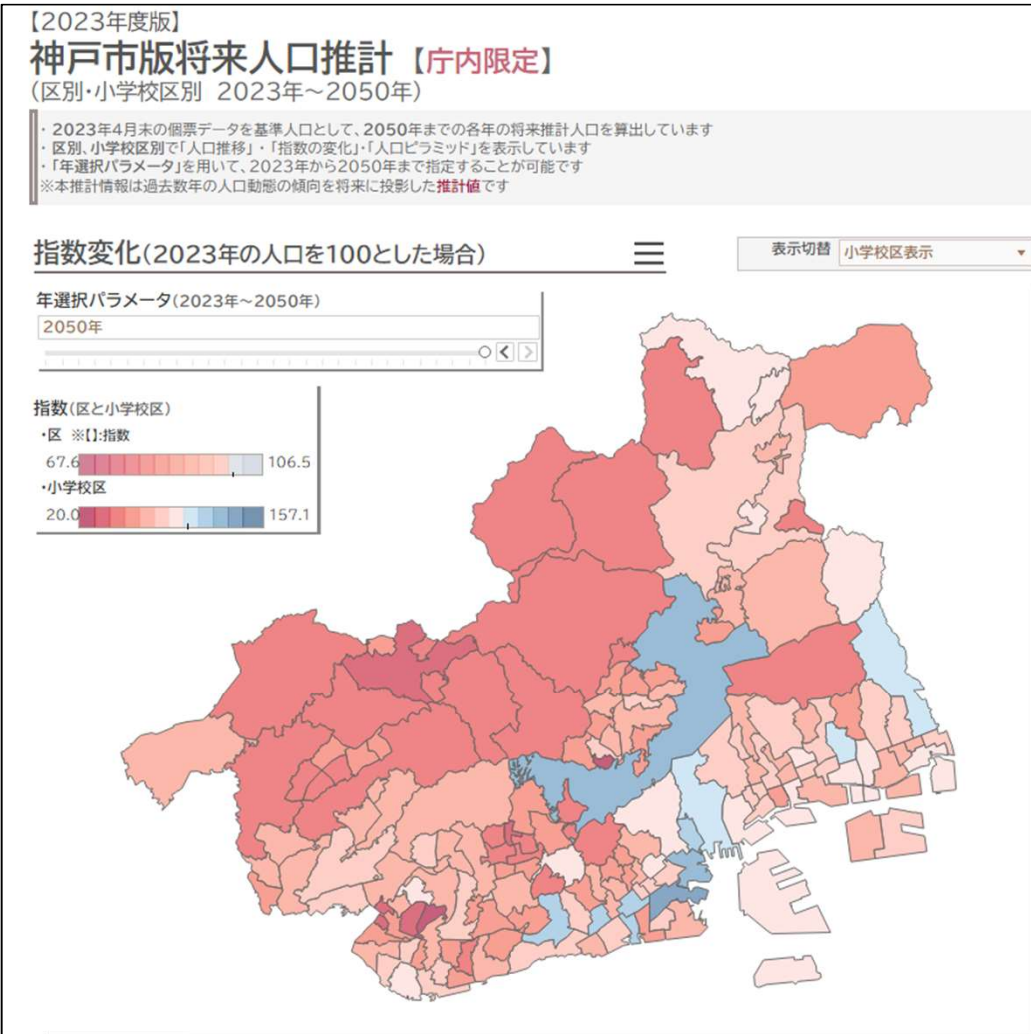 【2023年度版】
神戸市版将来人口推計【庁内限定】
(区別・小学校区別 2023年~2050年)
・2023年4月末の個票データを基準人口として、2050年までの各年の将来推計人口を算出しています
・区別、小学校区別で「人口推移」・「指数の変化」・「人口ピラミッド」を表示しています
・「年選択パラメータ」を用いて、2023年から2050年まで指定することが可能です
※本推計情報は過去数年の人口動態の傾向を将来に投影した推計値です
指数変化(2023年の人口を100とした場合)
表示切替 小学校区表示
年選択パラメータ(2023年~2050年)
2050年
指数(区と小学校区)
・区 ※【】:指数
67.6 106.5
・小学校区
20.0 157.1